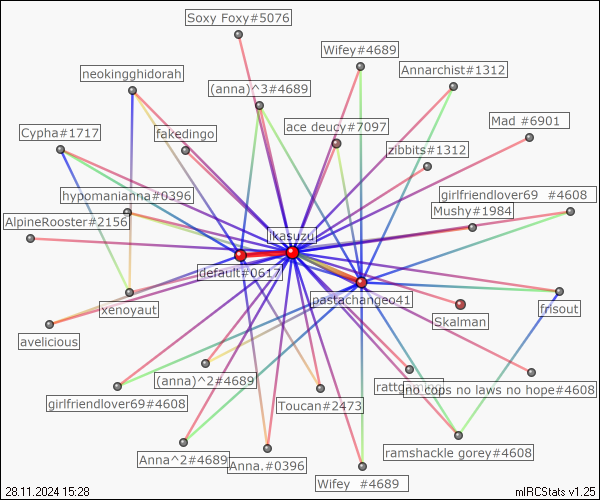 Soxy Foxy#5076
Wifey#4689
neokingghidorah
Annarchist#1312
(anna)^3#4689
Mad #6901
ace deucy#7097
Cypha#1717
fakedingo
zibbits#1312
hypomanianna#0396
girlfriendlover69 #4608
Mushy#1984
AlpineRooster#2156
ikasuzu
default#0617
pastachangeo41
xenoyaut
frisout
Skalman
avelicious
(anna)^2#4689
no cops no laws no hope#4608
girlfriendlover69#4608
Toucan#2473
ramshackle gorey#4608
Anna^2#4689
Anna.#0396
Wifey #4689
28.11.2024 15:28
mIRCStats v1.25